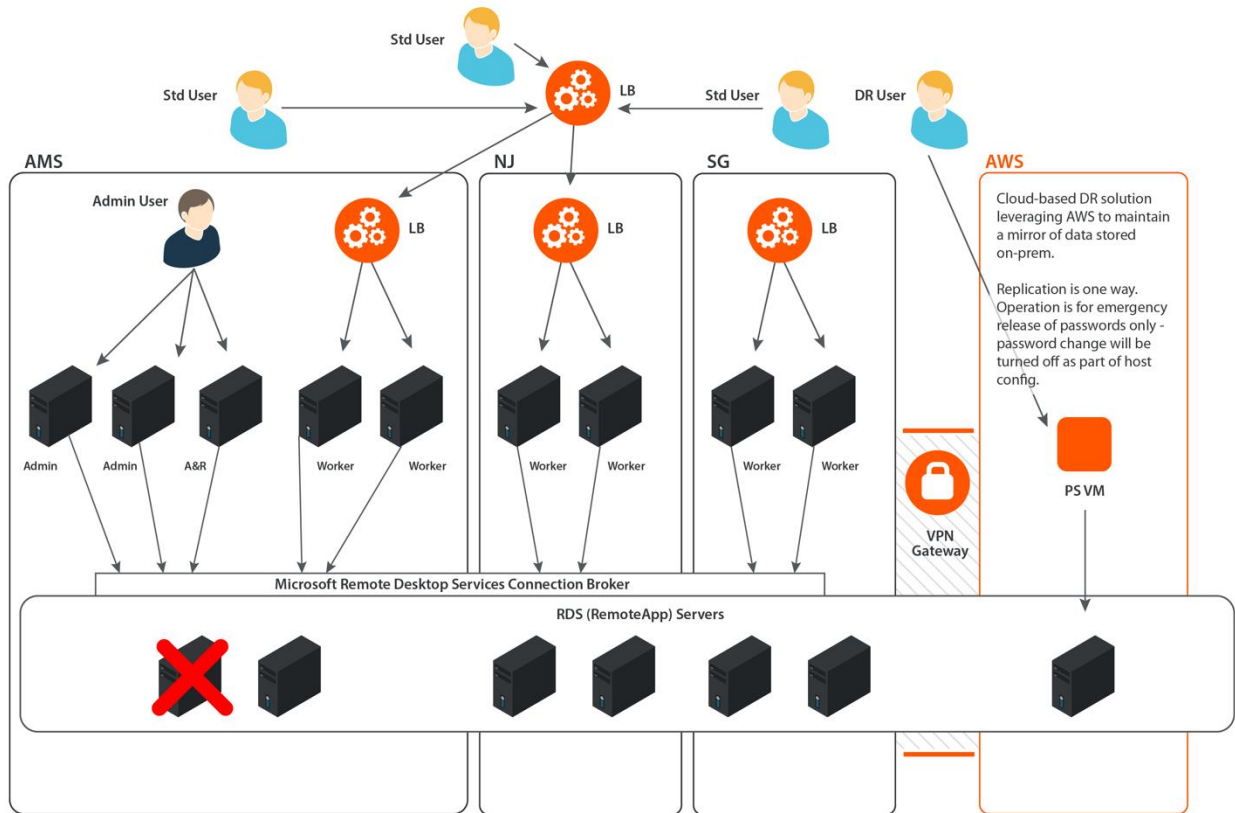 Std User
Std User
LB
Std User
DR User
AMS
NJ
SG
AWS
Admin User
LB
LB
LB
Cloud-based DR solution
leveraging AWS to maintain
a mirror of data stored
on-prem.
Replication is one way.
Operation is for emergency
release of passwords only -
password change will be
turned off as part of host
config.
Admin
Admin
A&R
Worker
Worker
Worker
Worker
Worker
Worker
PS VM
VPN
Gateway
Microsoft Remote Desktop Services Connection Broker
RDS (RemoteApp) Servers